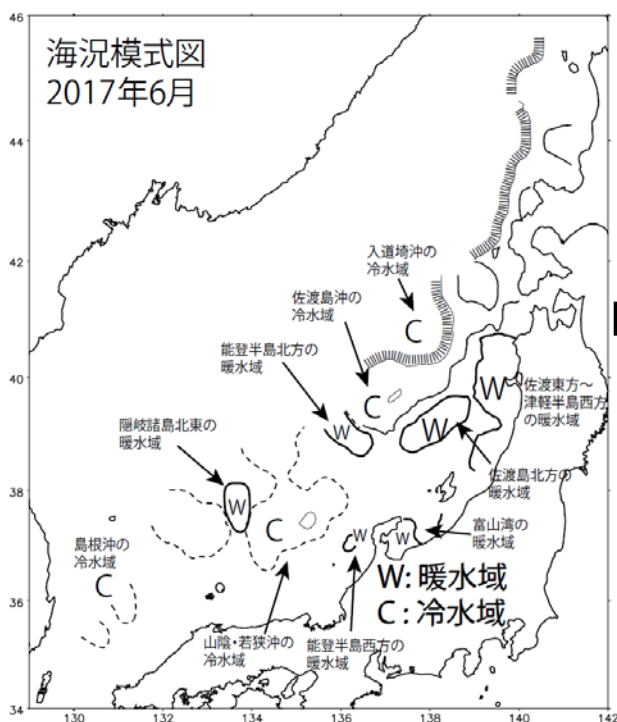 海況模式図
2017年6月
46
44
42
40
38
36
34
130
132
134
136
138
140
142
入道埼沖の
冷水域
C
佐渡島沖の
冷水域
C
能登半島北方の
暖水域
W
W
佐渡東方～
津軽半島西方
の暖水域
W
佐渡島北方の
暖水域
隠岐諸島北東の
暖水域
W
C
島根沖の
冷水域
C
W
W
富山湾の
暖水域
W: 暖水域
C: 冷水域
山陰・若狭沖の
冷水域
能登半島西方の
暖水域